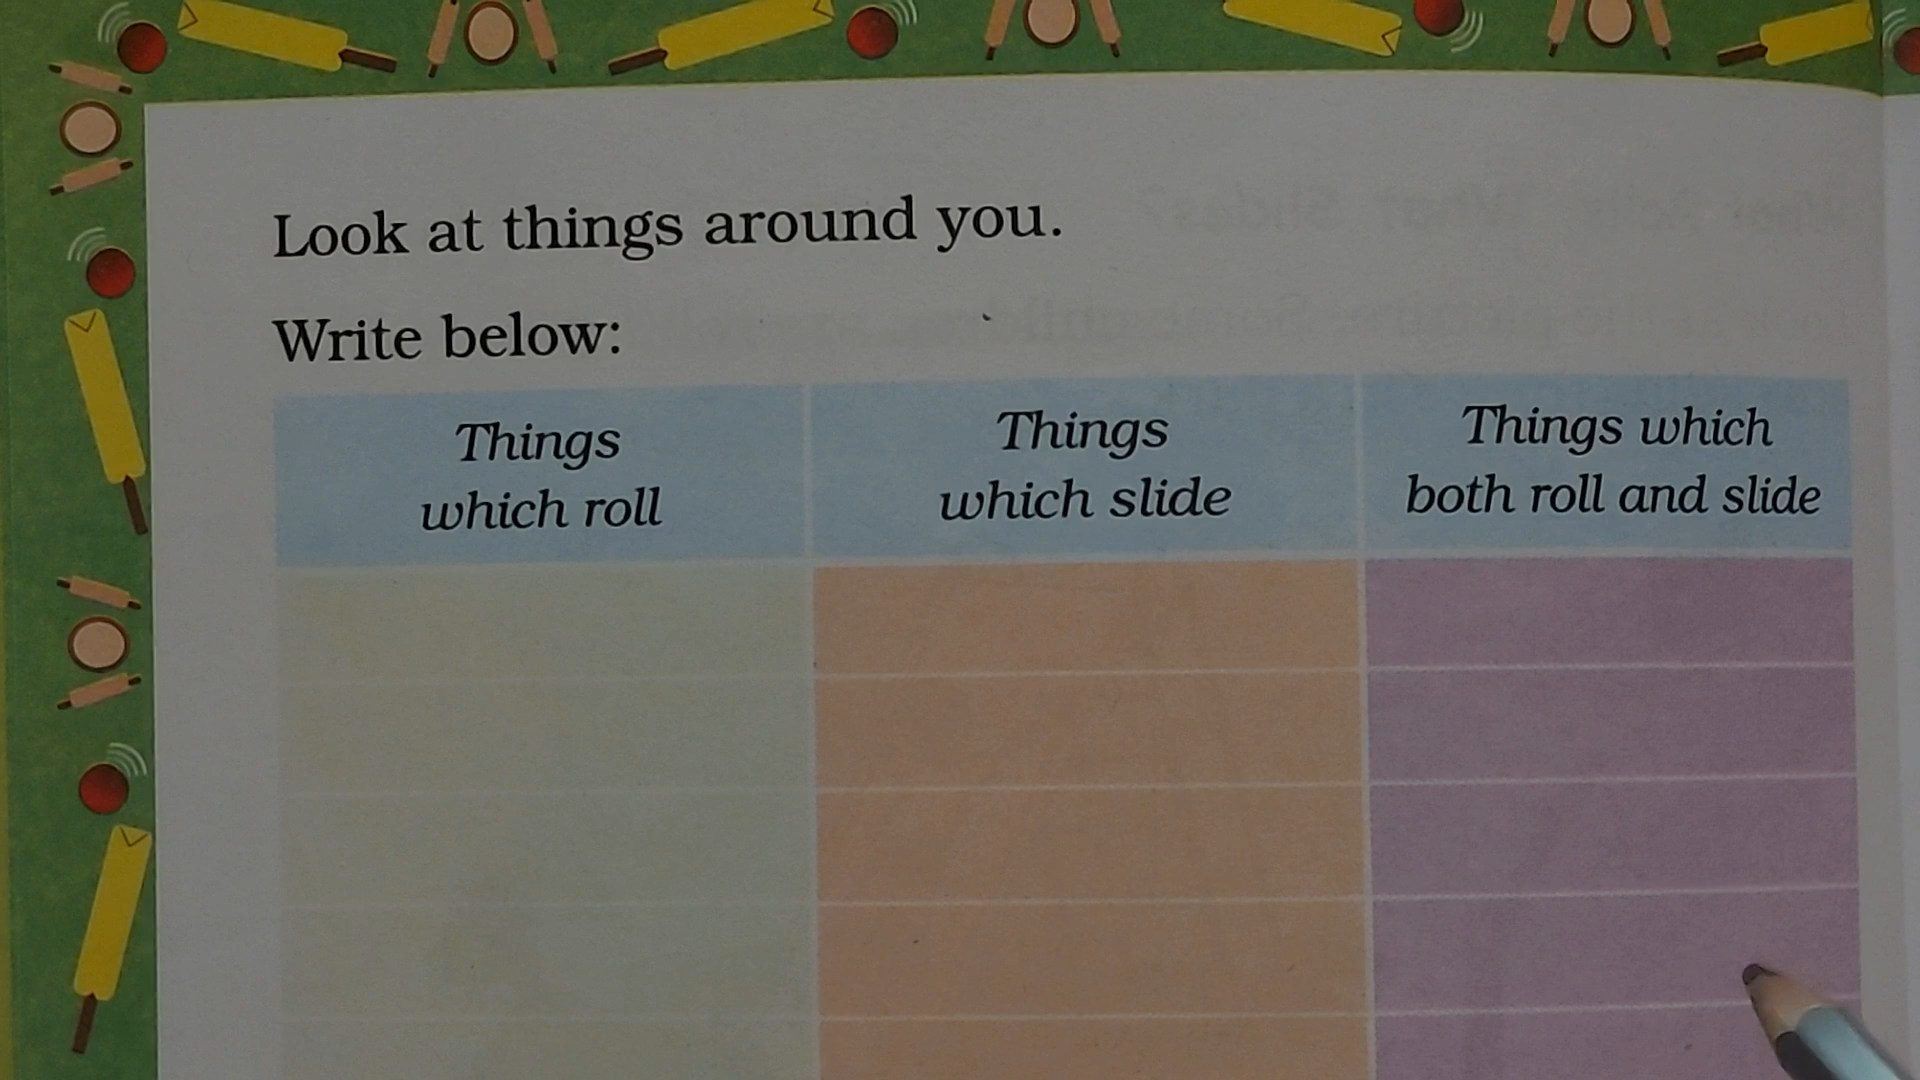 Look at things around you.
Write below:
Things
which roll
Things
which slide
Things which
both roll and slide